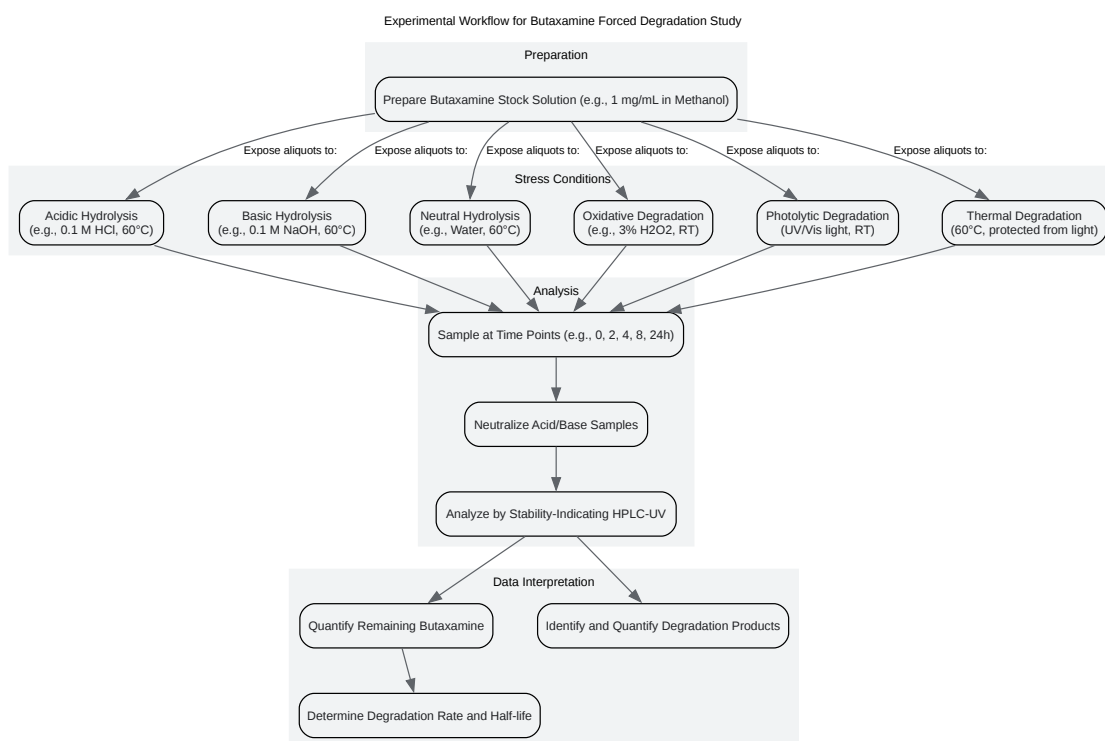 Experimental Workflow for Butaxamine Forced Degradation Study
Preparation
Prepare Butaxamine Stock Solution (e.g., 1 mg/mL in Methanol)
Expose aliquots to:
Expose aliquots to:
Expose aliquots to:
Expose aliquots to:
Expose aliquots to:
Expose aliquots to:
Stress Conditions
Acidic Hydrolysis
(e.g., 0.1 M HCl, 60°C)
Basic Hydrolysis
(e.g., 0.1 M NaOH, 60°C)
Neutral Hydrolysis
(e.g., Water, 60°C)
Oxidative Degradation
(e.g., 3% H2O2, RT)
Photolytic Degradation
(UV/Vis light, RT)
Thermal Degradation
(60°C, protected from light)
Analysis
Sample at Time Points (e.g., 0, 2, 4, 8, 24h)
Neutralize Acid/Base Samples
Analyze by Stability-Indicating HPLC-UV
Data Interpretation
Quantify Remaining Butaxamine
Identify and Quantify Degradation Products
Determine Degradation Rate and Half-life